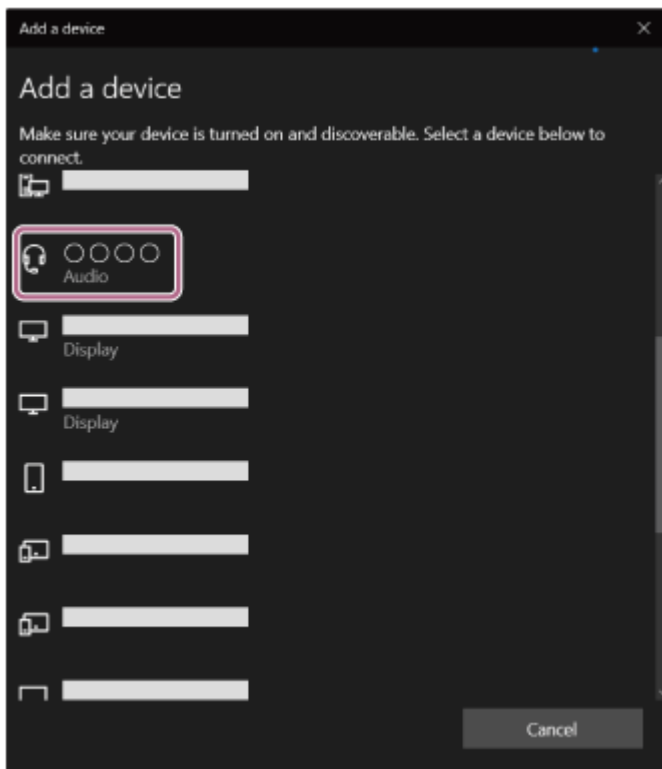 Add a device
Add a device
Make sure your device is turned on and discoverable. Select a device below to
connect.
○○○○
Audio
Display
Display
Cancel